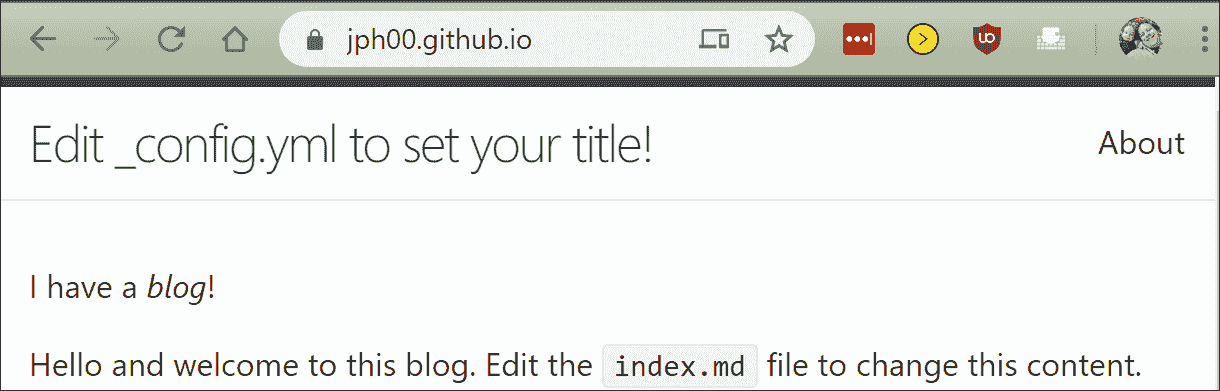 jph00.github.io
Edit _config.yml to set your title!
About
I have a blog!
Hello and welcome to this blog. Edit the index.md file to change this content.